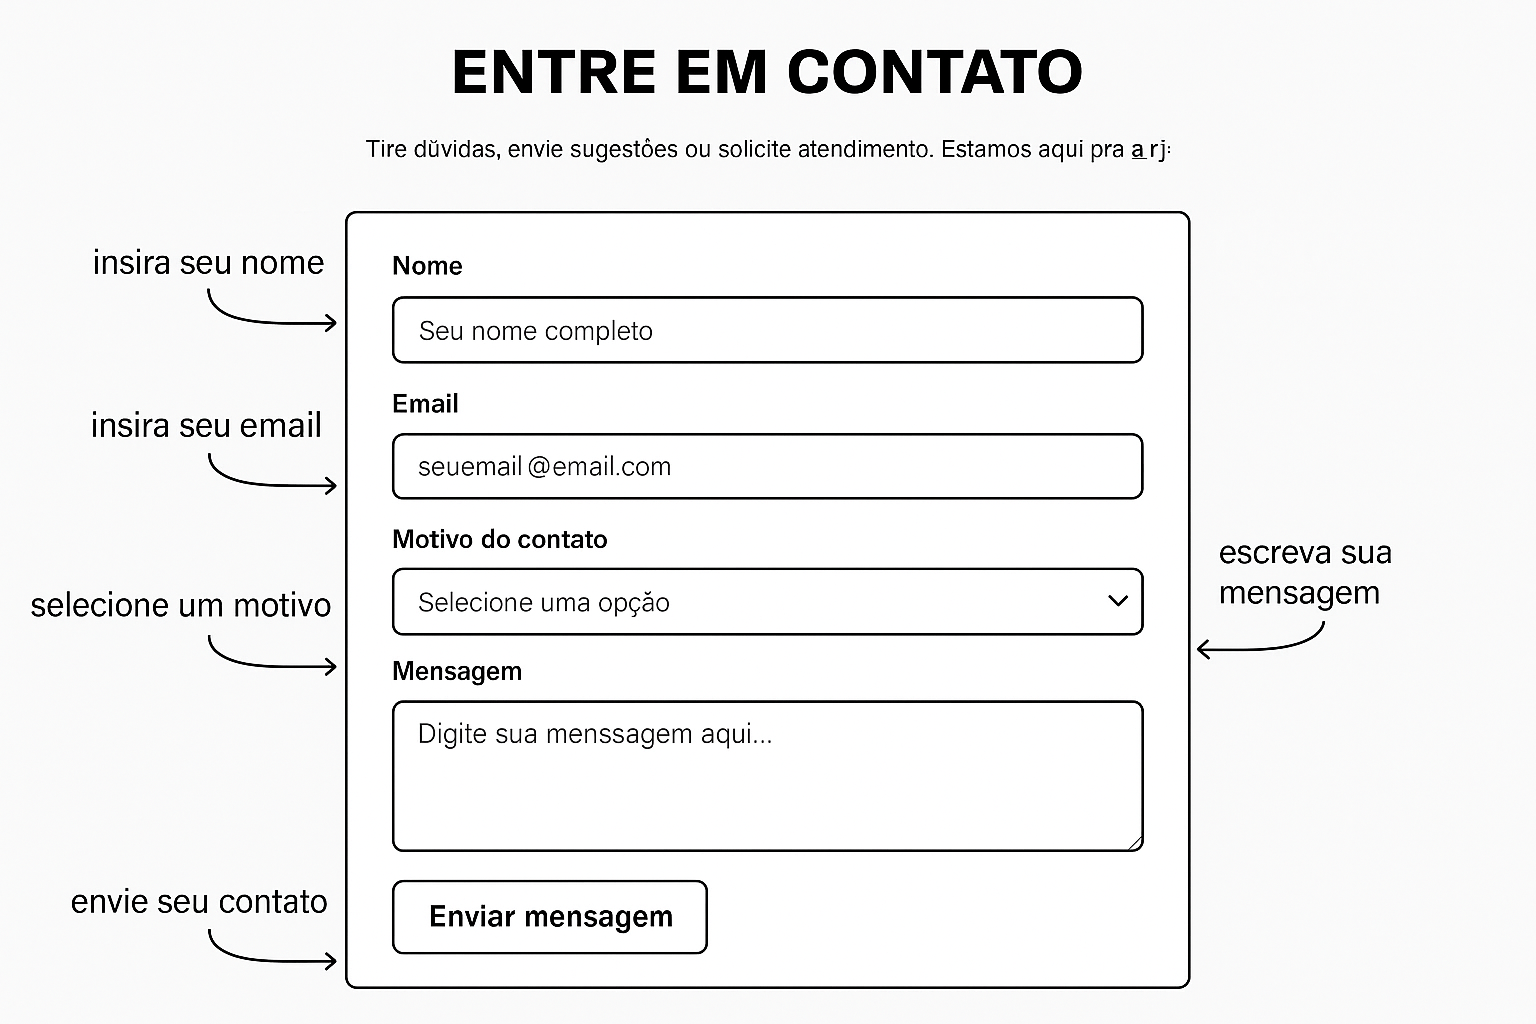 ENTRE EM CONTATO
Tire dŭvidas, envie sugestôes ou solicite atendimento. Estamos aqui pra
insira seu nome
Nome
Seu nome completo
insira seu email
Email
seuemail@email.com
Motivo do contato
selecione um motivo
Selecione uma opção
escreva sua
mensagem
Mensagem
Digite sua menssagem aqui...
envie seu contato
Enviar mensagem